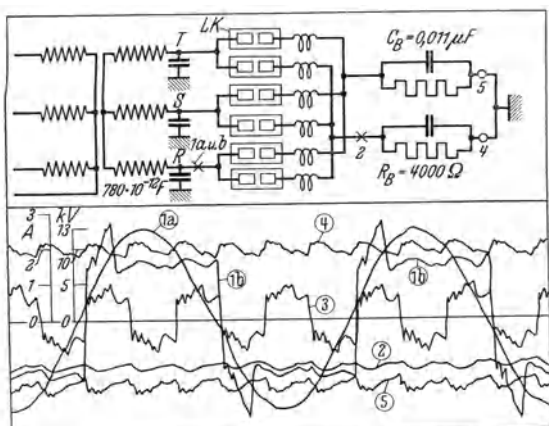 LK
T
C_B = 0,011 μF
5
S
1a u. b
R
2
4
780·10⁻¹²F
R_B = 4000 Ω
3
A
kV
13
1a
4
2
10
1b
1b
1
5
3
0
0
2
5